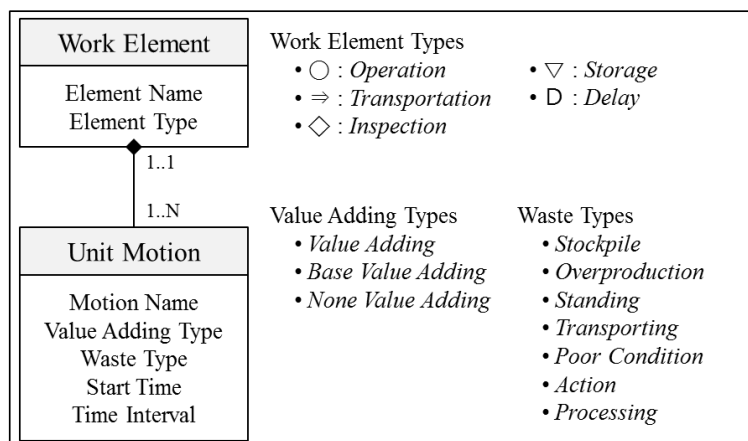 Work Element
Element Name
Element Type
1..1
1..N
Unit Motion
Motion Name
Value Adding Type
Waste Type
Start Time
Time Interval
Work Element Types
• ○ : Operation
• ⇒ : Transportation
• ◇ : Inspection
• ▽ : Storage
• D : Delay
Value Adding Types
• Value Adding
• Base Value Adding
• None Value Adding
Waste Types
• Stockpile
• Overproduction
• Standing
• Transporting
• Poor Condition
• Action
• Processing